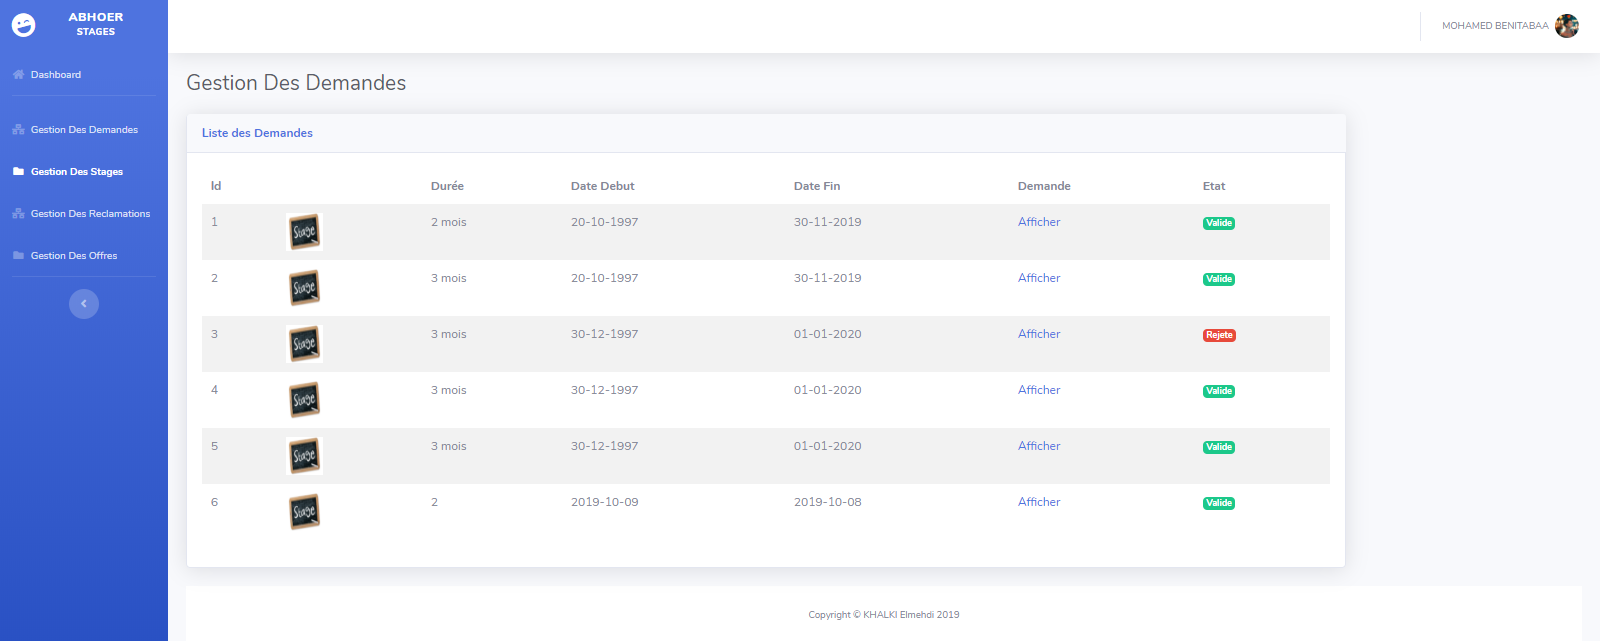 ABHOER
STAGES
MOHAMED BENITABAA
Dashboard
Gestion Des Demandes
Gestion Des Stages
Gestion Des Reclamations
Gestion Des Offres
Gestion Des Demandes
Liste des Demandes
Id Durée Date Debut Date Fin Demande Etat
1 Stage 2 mois 20-10-1997 30-11-2019 Afficher Valide
2 Stage 3 mois 20-10-1997 30-11-2019 Afficher Valide
3 Stage 3 mois 30-12-1997 01-01-2020 Afficher Rejete
4 Stage 3 mois 30-12-1997 01-01-2020 Afficher Valide
5 Stage 3 mois 30-12-1997 01-01-2020 Afficher Valide
6 Stage 2 2019-10-09 2019-10-08 Afficher Valide
Copyright © KHALKI Elmehdi 2019